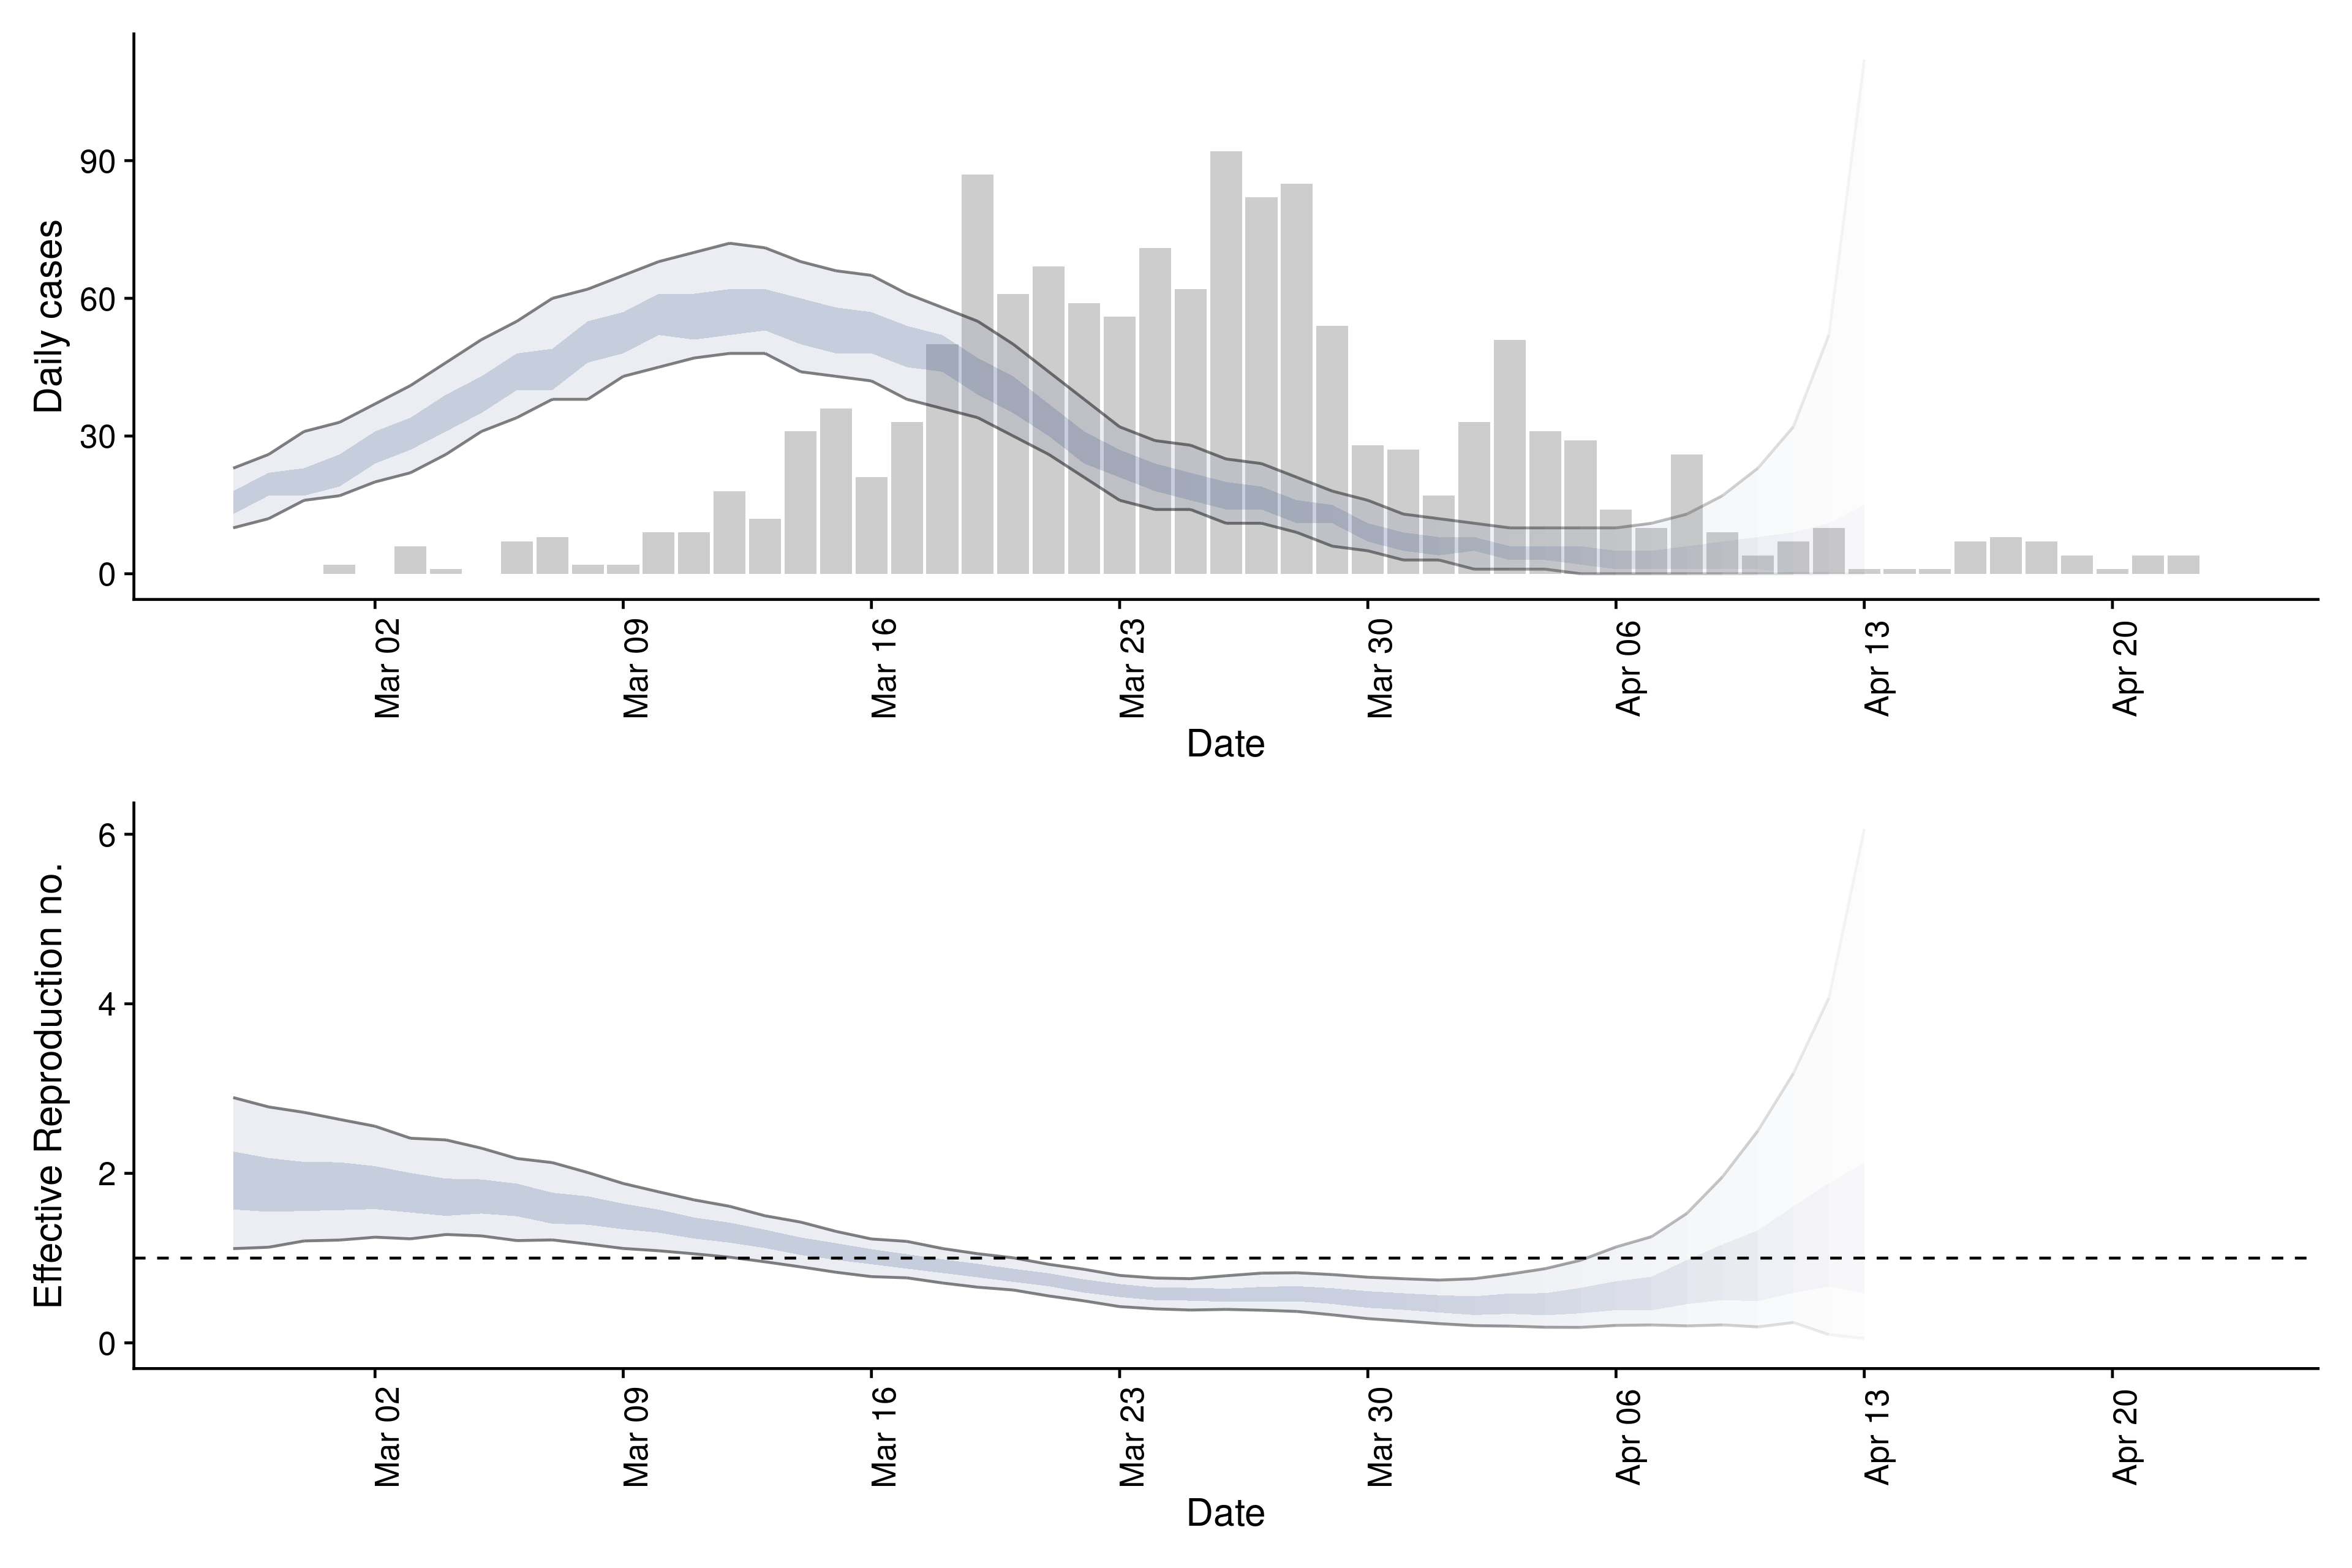 Daily cases
90
60
30
0
Mar 02
Mar 09
Mar 16
Mar 23
Mar 30
Apr 06
Apr 13
Apr 20
Date
Effective Reproduction no.
6
4
2
0
Mar 02
Mar 09
Mar 16
Mar 23
Mar 30
Apr 06
Apr 13
Apr 20
Date